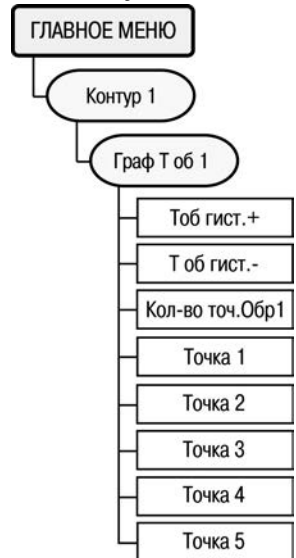 ГЛАВНОЕ МЕНЮ
Контур 1
Граф Т об 1
Тоб гист.+
Т об гист.-
Кол-во точ.Обр1
Точка 1
Точка 2
Точка 3
Точка 4
Точка 5